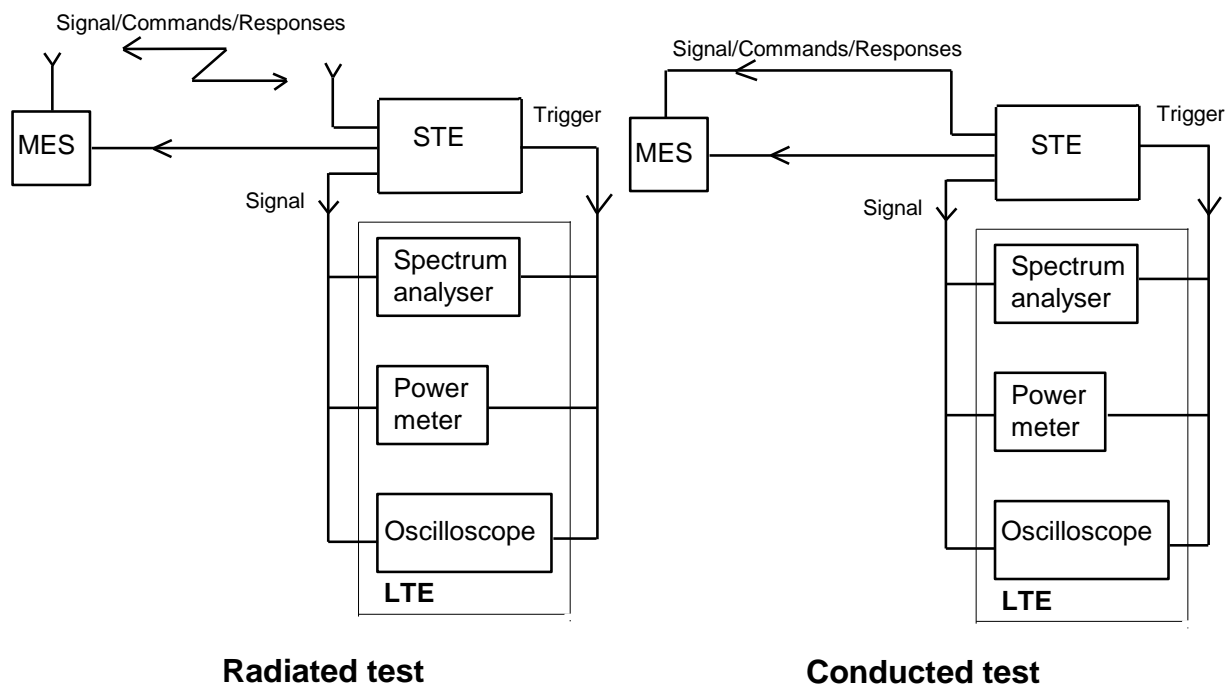 Signal/Commands/Responses
MES
STE
Trigger
Signal
Spectrum
analyser
Power
meter
Oscilloscope
LTE
Radiated test
Signal/Commands/Responses
MES
STE
Trigger
Signal
Spectrum
analyser
Power
meter
Oscilloscope
LTE
Conducted test